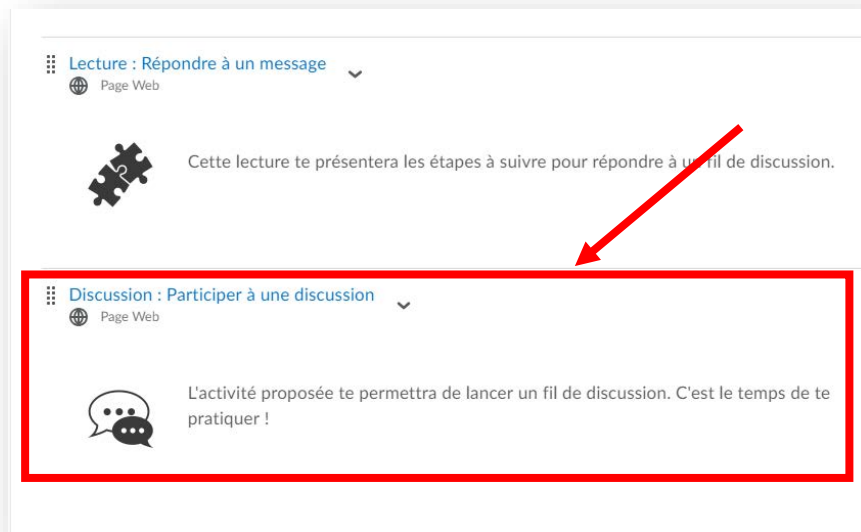 Lecture : Répondre à un message
Page Web
Cette lecture te présentera les étapes à suivre pour répondre à un fil de discussion.
Discussion : Participer à une discussion
Page Web
L'activité proposée te permettra de lancer un fil de discussion. C'est le temps de te
pratiquer !